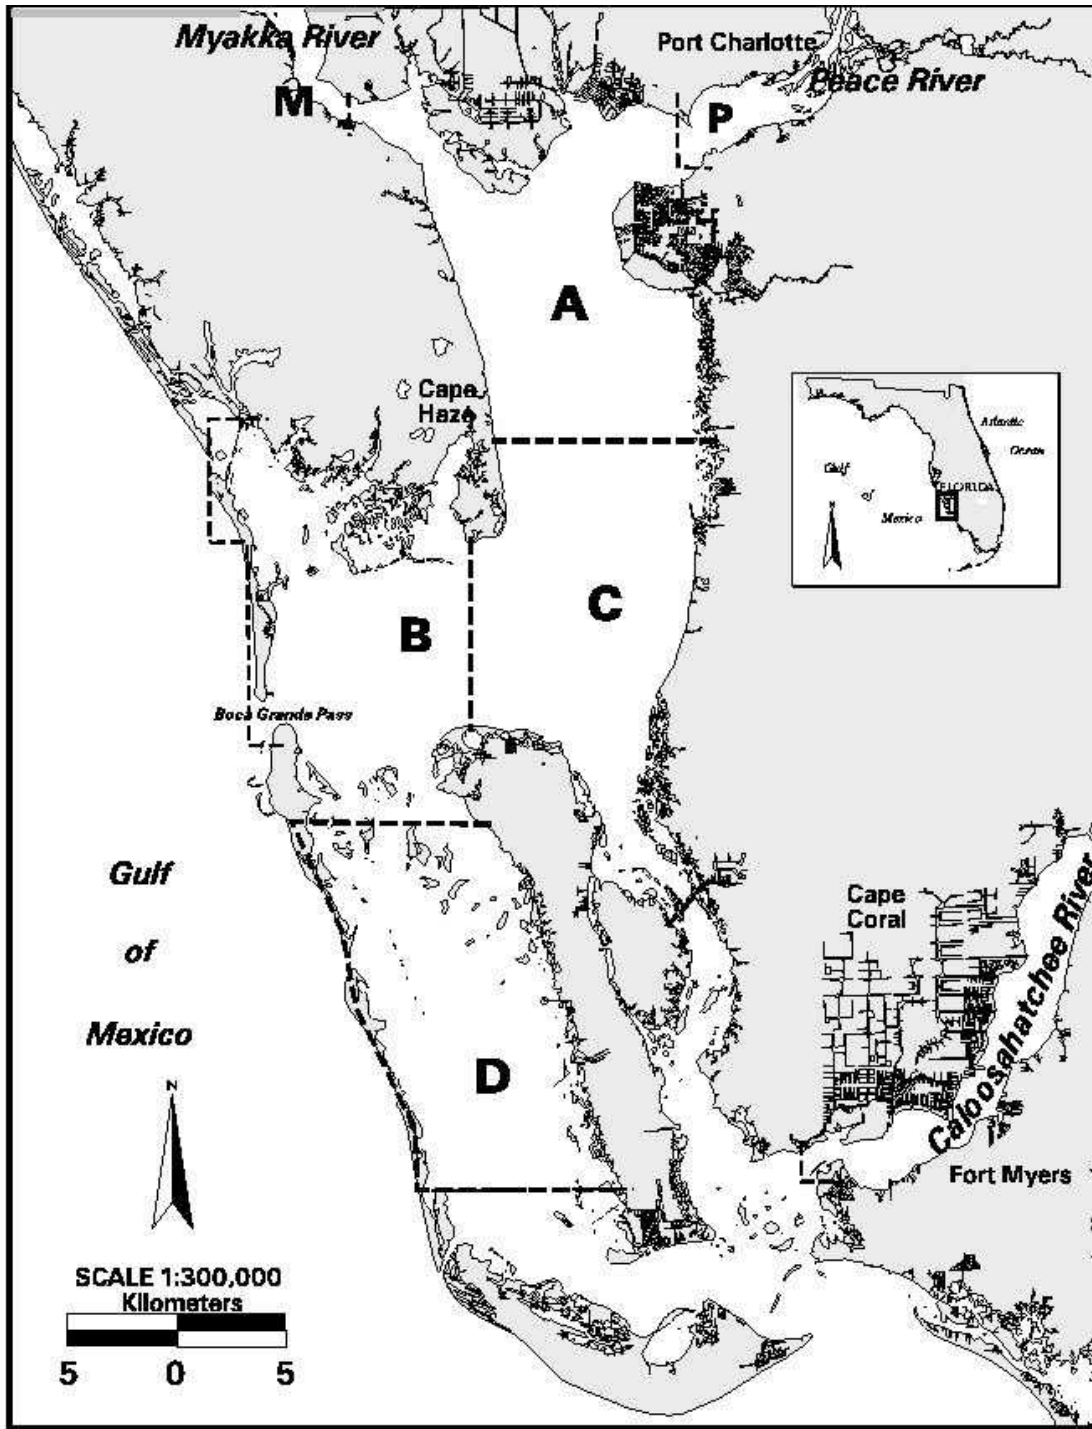 Myakka River
Port Charlotte
Peace River
M
P
A
Cape
Haze
Atlantic
Ocean
Gulf
of
Mexico
FLORIDA
N
C
B
Boca Grande Pass
Gulf
of
Mexico
Cape
Coral
Caloosahatchee River
D
N
Fort Myers
SCALE 1:300,000
Kilometers
5 0 5